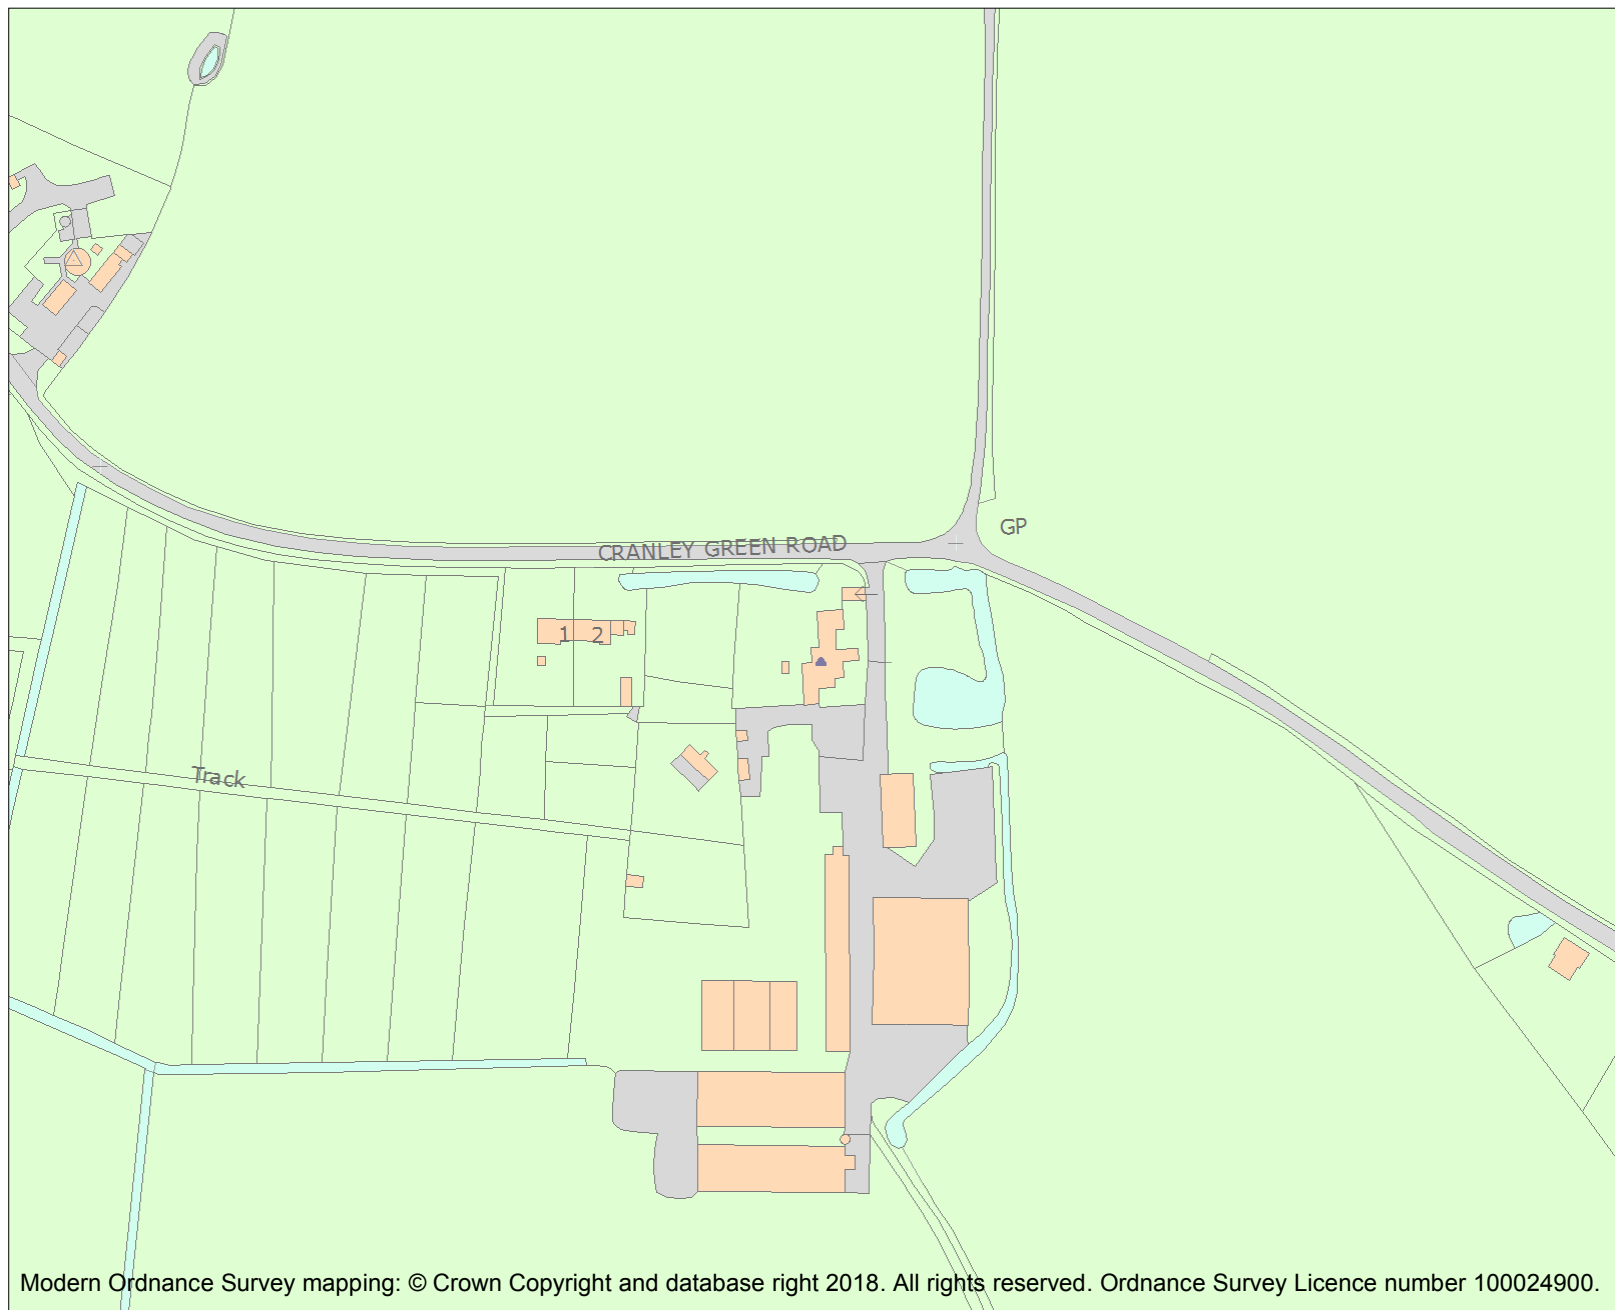 GP
CRANLEY GREEN ROAD
1 2
Track
Modern Ordnance Survey mapping: © Crown Copyright and database right 2018. All rights reserved. Ordnance Survey Licence number 100024900.